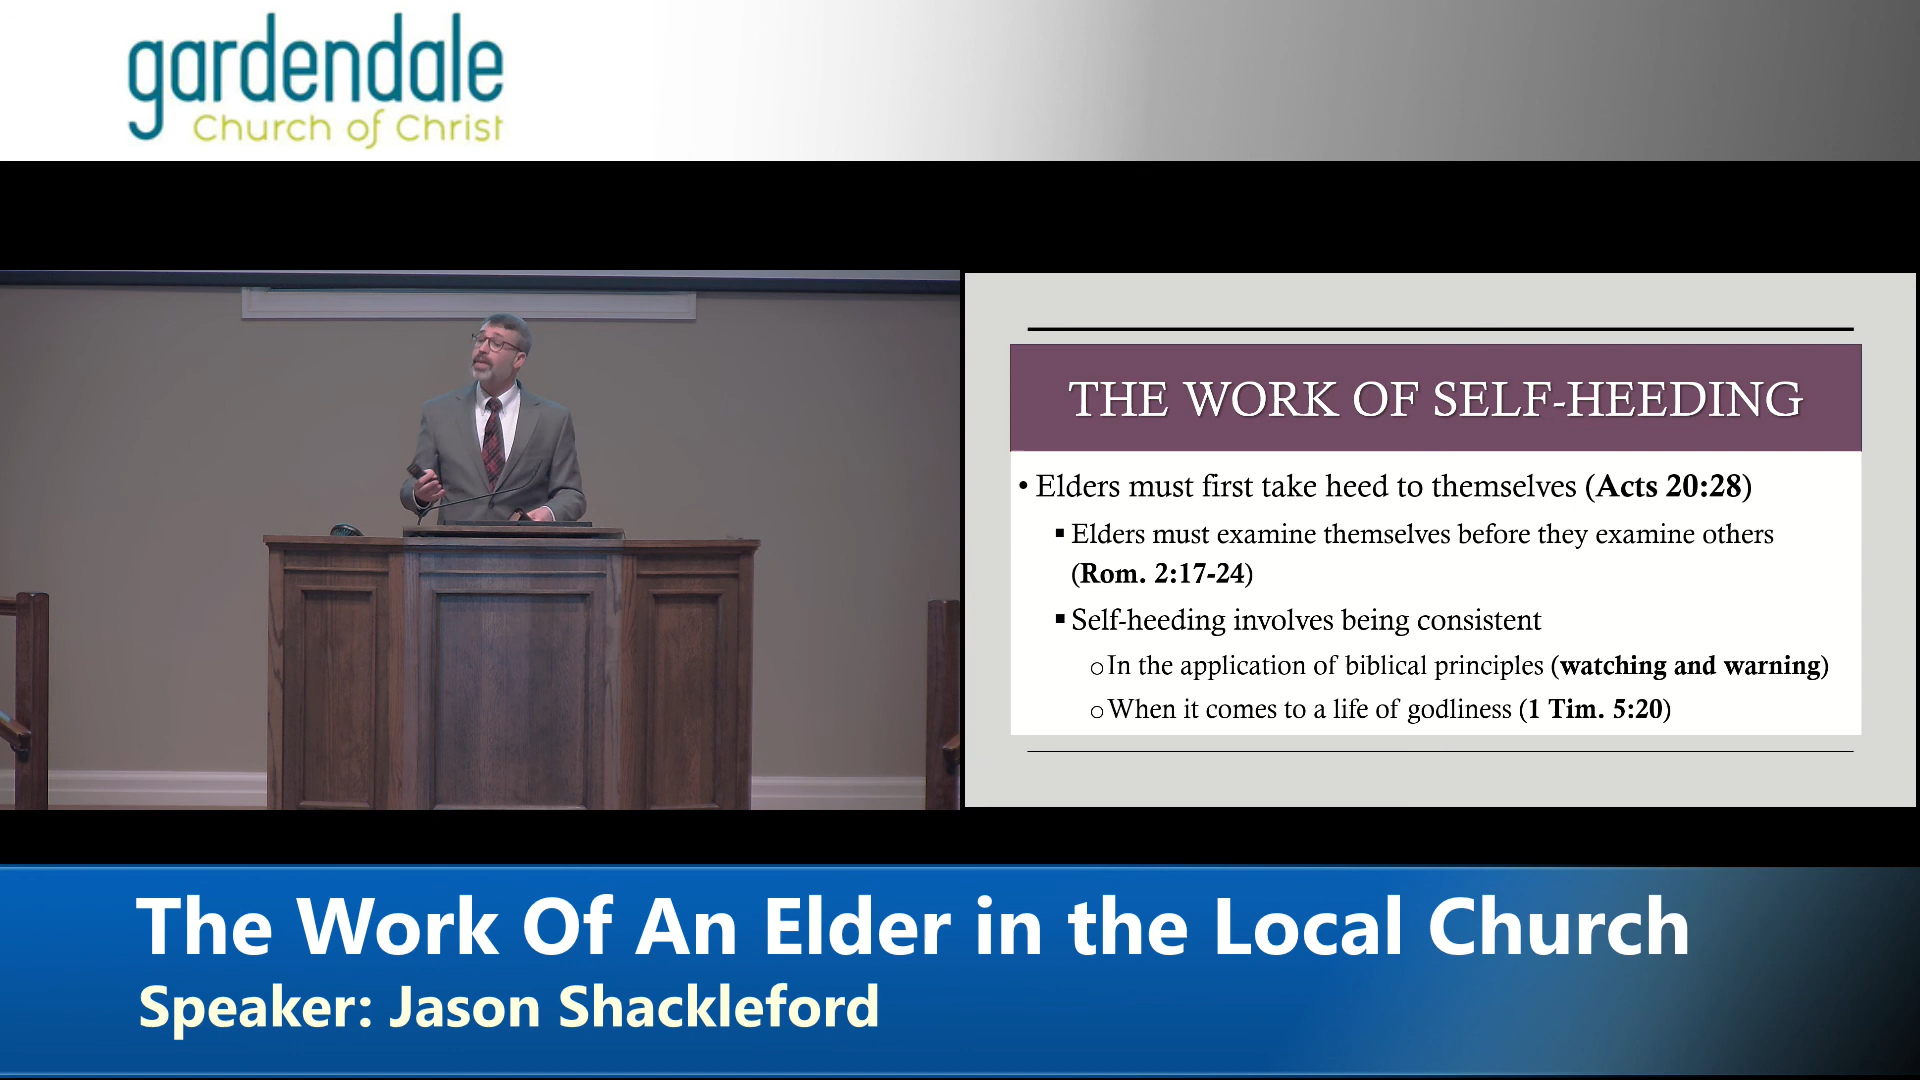 gardendale
Church of Christ
THE WORK OF SELF-HEEDING
• Elders must first take heed to themselves (Acts 20:28)
▪ Elders must examine themselves before they examine others
(Rom. 2:17-24)
▪ Self-heeding involves being consistent
○ In the application of biblical principles (watching and warning)
○ When it comes to a life of godliness (1 Tim. 5:20)
The Work Of An Elder in the Local Church
Speaker: Jason Shackleford